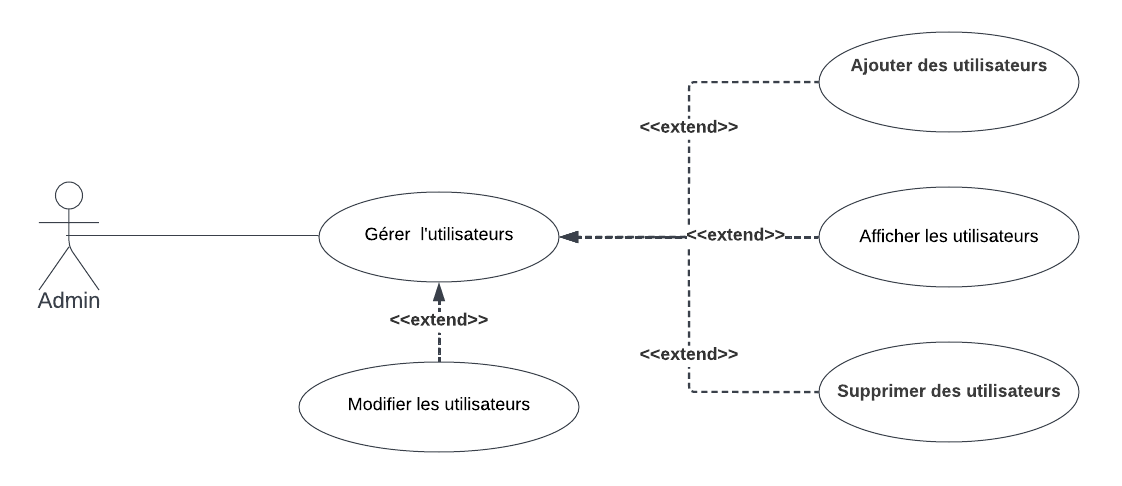 Ajouter des utilisateurs
<<extend>>
Gérer  l'utilisateurs
<<extend>>
Afficher les utilisateurs
Admin
<<extend>>
<<extend>>
Modifier les utilisateurs
Supprimer des utilisateurs